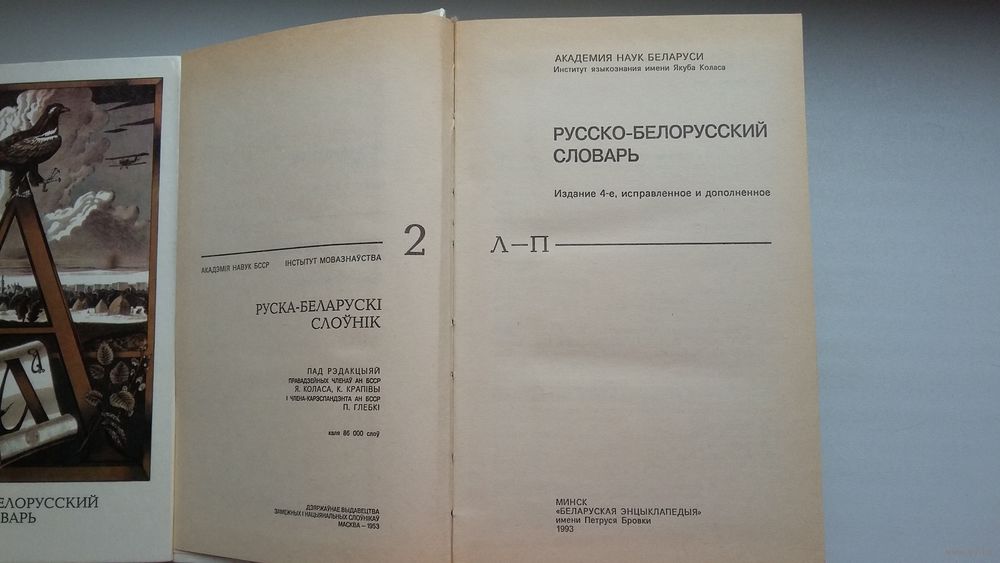 ЕЛОРУССКИЙ
ВАРЬ
2
АКАДЭМІЯ НАВУК БССР ІНСТЫТУТ МОВАЗНАЎСТВА
РУСКА-БЕЛАРУСКІ
СЛОЎНІК
ПАД РЭДАКЦЫЯЙ
ПРАВАДЗЕЙНЫХ ЧЛЕНАЎ АН БССР
Я. КОЛАСА, К. КРАПІВЫ
І ЧЛЕНА-КАРЭСПАНДЭНТА АН БССР
П. ГЛЕБКІ
каля 86 000 слоў
ДЗЯРЖАЎНАЕ ВЫДАВЕЦТВА
ЗАМЕЖНЫХ І НАЦЫЯНАЛЬНЫХ СЛОЎНІКАЎ
МАСКВА — 1953
АКАДЕМИЯ НАУК БЕЛАРУСИ
Институт языкознания имени Якуба Коласа
РУССКО-БЕЛОРУССКИЙ
СЛОВАРЬ
Издание 4-е, исправленное и дополненное
Л—П
МИНСК
«БЕЛАРУСКАЯ ЭНЦЫКЛАПЕДЫЯ»
имени Петруся Бровки
1993